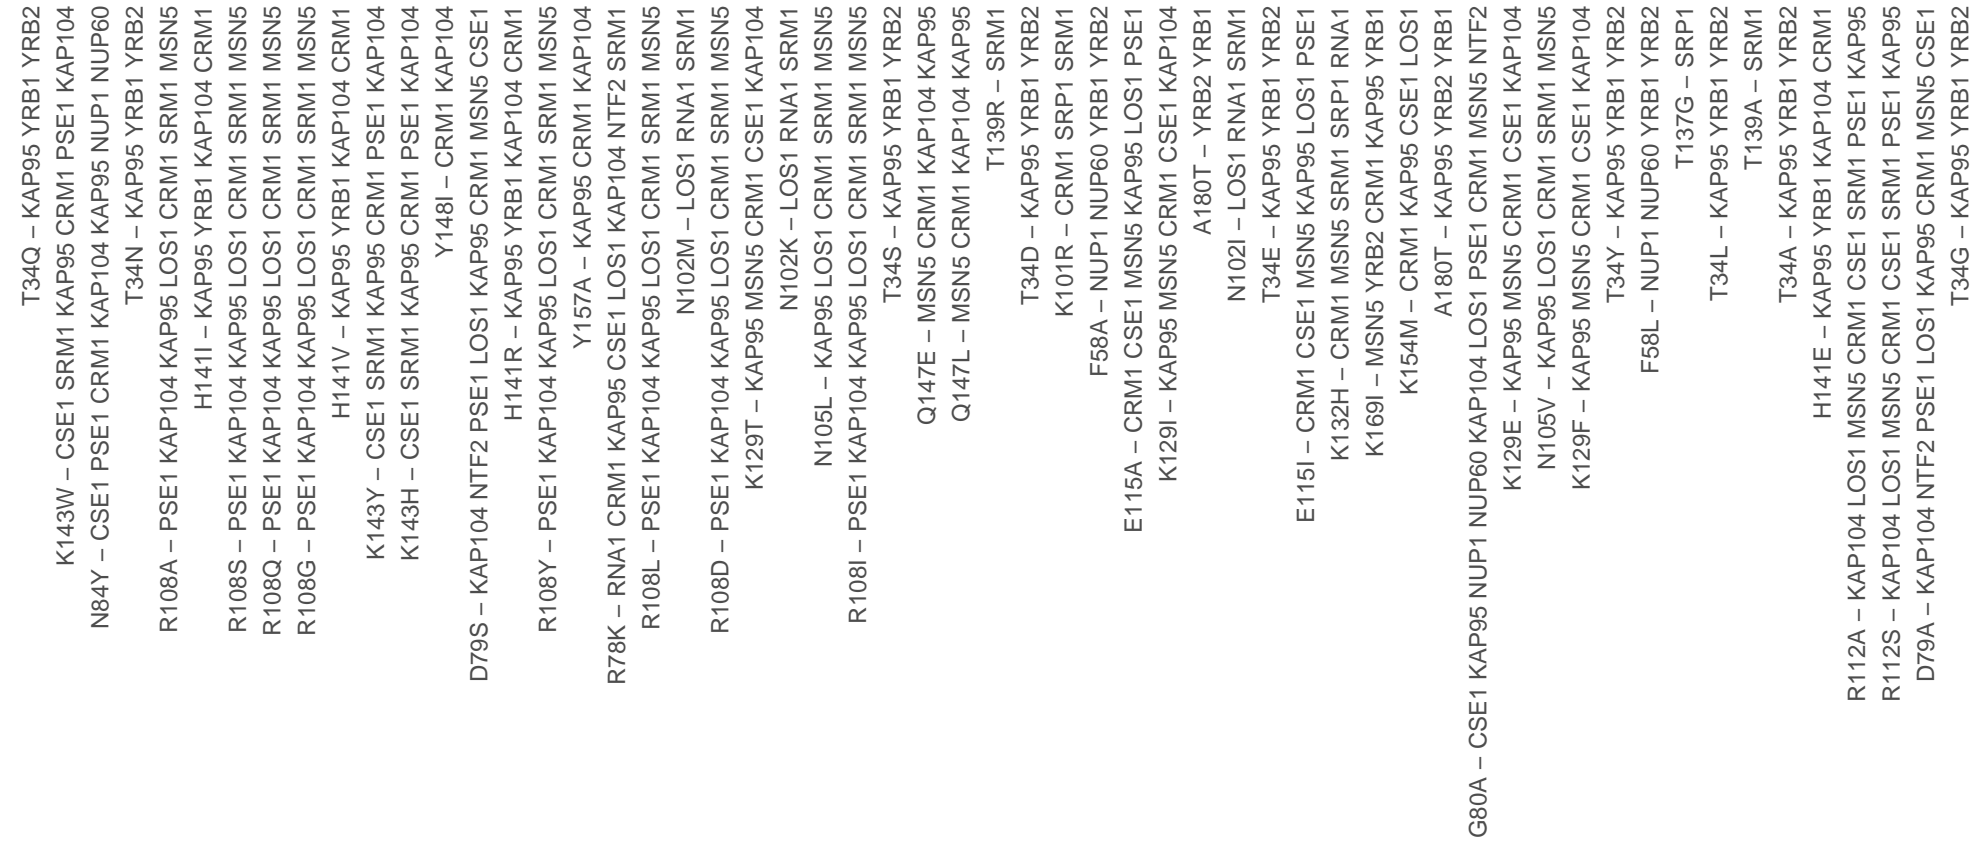 T34Q – KAP95 YRB1 YRB2
K143W – CSE1 SRM1 KAP95 CRM1 PSE1 KAP104
N84Y – CSE1 PSE1 CRM1 KAP104 KAP95 NUP1 NUP60
T34N – KAP95 YRB1 YRB2
R108A – PSE1 KAP104 KAP95 LOS1 CRM1 SRM1 MSN5
H141I – KAP95 YRB1 KAP104 CRM1
R108S – PSE1 KAP104 KAP95 LOS1 CRM1 SRM1 MSN5
R108Q – PSE1 KAP104 KAP95 LOS1 CRM1 SRM1 MSN5
R108G – PSE1 KAP104 KAP95 LOS1 CRM1 SRM1 MSN5
H141V – KAP95 YRB1 KAP104 CRM1
K143Y – CSE1 SRM1 KAP95 CRM1 PSE1 KAP104
K143H – CSE1 SRM1 KAP95 CRM1 PSE1 KAP104
Y148I – CRM1 KAP104
D79S – KAP104 NTF2 PSE1 LOS1 KAP95 CRM1 MSN5 CSE1
H141R – KAP95 YRB1 KAP104 CRM1
R108Y – PSE1 KAP104 KAP95 LOS1 CRM1 SRM1 MSN5
Y157A – KAP95 CRM1 KAP104
R78K – RNA1 CRM1 KAP95 CSE1 LOS1 KAP104 NTF2 SRM1
R108L – PSE1 KAP104 KAP95 LOS1 CRM1 SRM1 MSN5
N102M – LOS1 RNA1 SRM1
R108D – PSE1 KAP104 KAP95 LOS1 CRM1 SRM1 MSN5
K129T – KAP95 MSN5 CRM1 CSE1 KAP104
N102K – LOS1 RNA1 SRM1
N105L – KAP95 LOS1 CRM1 SRM1 MSN5
R108I – PSE1 KAP104 KAP95 LOS1 CRM1 SRM1 MSN5
T34S – KAP95 YRB1 YRB2
Q147E – MSN5 CRM1 KAP104 KAP95
Q147L – MSN5 CRM1 KAP104 KAP95
T139R – SRM1
T34D – KAP95 YRB1 YRB2
K101R – CRM1 SRP1 SRM1
F58A – NUP1 NUP60 YRB1 YRB2
E115A – CRM1 CSE1 MSN5 KAP95 LOS1 PSE1
K129I – KAP95 MSN5 CRM1 CSE1 KAP104
A180T – YRB2 YRB1
N102I – LOS1 RNA1 SRM1
T34E – KAP95 YRB1 YRB2
E115I – CRM1 CSE1 MSN5 KAP95 LOS1 PSE1
K132H – CRM1 MSN5 SRM1 SRP1 RNA1
K169I – MSN5 YRB2 CRM1 KAP95 YRB1
K154M – CRM1 KAP95 CSE1 LOS1
A180T – KAP95 YRB2 YRB1
G80A – CSE1 KAP95 NUP1 NUP60 KAP104 LOS1 PSE1 CRM1 MSN5 NTF2
K129E – KAP95 MSN5 CRM1 CSE1 KAP104
N105V – KAP95 LOS1 CRM1 SRM1 MSN5
K129F – KAP95 MSN5 CRM1 CSE1 KAP104
T34Y – KAP95 YRB1 YRB2
F58L – NUP1 NUP60 YRB1 YRB2
T137G – SRP1
T34L – KAP95 YRB1 YRB2
T139A – SRM1
T34A – KAP95 YRB1 YRB2
H141E – KAP95 YRB1 KAP104 CRM1
R112A – KAP104 LOS1 MSN5 CRM1 CSE1 SRM1 PSE1 KAP95
R112S – KAP104 LOS1 MSN5 CRM1 CSE1 SRM1 PSE1 KAP95
D79A – KAP104 NTF2 PSE1 LOS1 KAP95 CRM1 MSN5 CSE1
T34G – KAP95 YRB1 YRB2